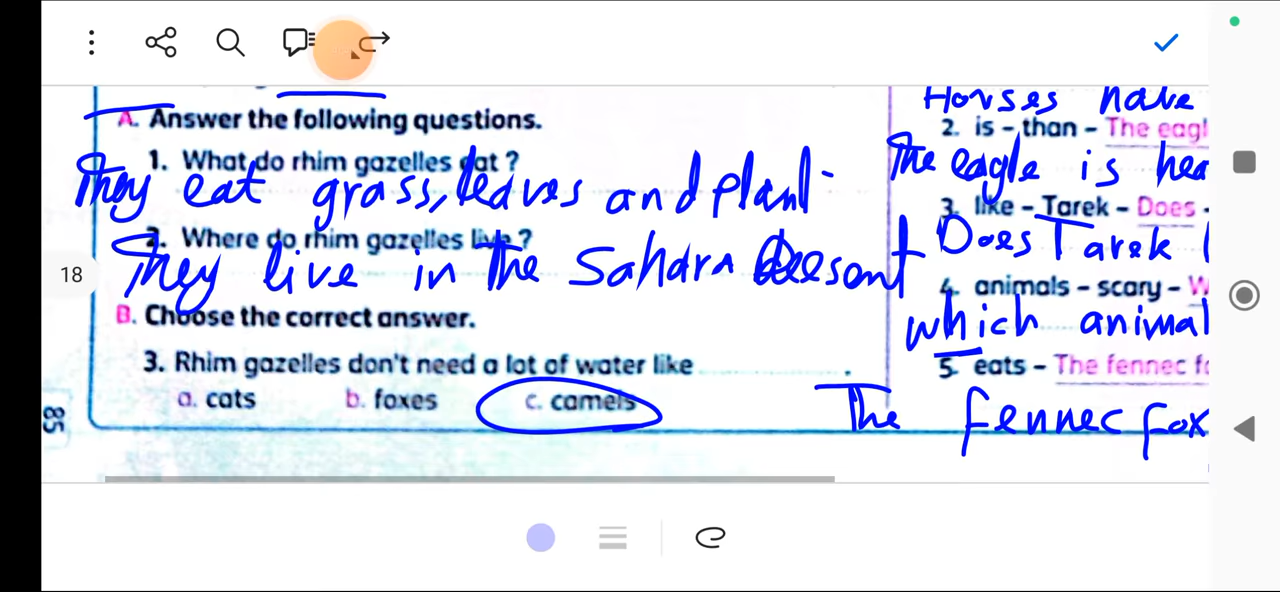 A. Answer the following questions.
1. What do rhim gazelles eat ?
They eat grass, leaves and plant
2. Where do rhim gazelles live ?
They live in the Sahara Desert
B. Choose the correct answer.
3. Rhim gazelles don't need a lot of water like .
a. cats b. foxes c. camels
18
85
Horses have
2. is – than – The eagl
The eagle is hea
3. like – Tarek – Does -
Does Tarek l
4. animals – scary – W
which animal
5. eats – The fennec fo
The fennec fox